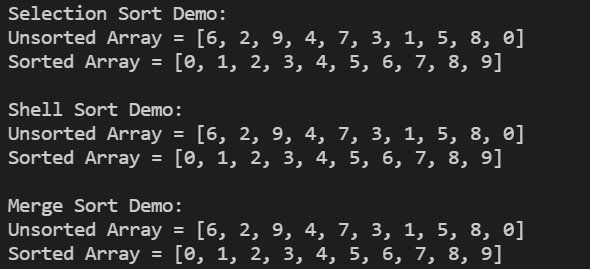 Selection Sort Demo:
Unsorted Array = [6, 2, 9, 4, 7, 3, 1, 5, 8, 0]
Sorted Array = [0, 1, 2, 3, 4, 5, 6, 7, 8, 9]
Shell Sort Demo:
Unsorted Array = [6, 2, 9, 4, 7, 3, 1, 5, 8, 0]
Sorted Array = [0, 1, 2, 3, 4, 5, 6, 7, 8, 9]
Merge Sort Demo:
Unsorted Array = [6, 2, 9, 4, 7, 3, 1, 5, 8, 0]
Sorted Array = [0, 1, 2, 3, 4, 5, 6, 7, 8, 9]